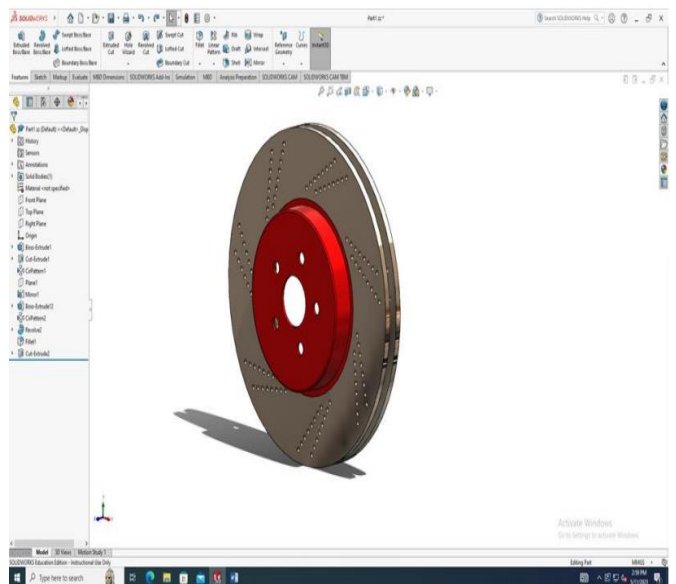 SOLIDWORKS
Part1.sz *
Search SOLIDWORKS Help
Extruded Boss/Base
Revolved Boss/Base
Swept Boss/Base
Lofted Boss/Base
Boundary Boss/Base
Extruded Cut
Hole Wizard
Revolved Cut
Swept Cut
Lofted Cut
Boundary Cut
Fillet
Linear Pattern
Rib
Draft
Shell
Wrap
Intersect
Mirror
Reference Geometry
Curves
Instant3D
Features Sketch Markup Evaluate MBD Dimensions SOLIDWORKS Add-Ins Simulation MBD Analysis Preparation SOLIDWORKS CAM SOLIDWORKS CAM TBM
History
Sensors
Annotations
Solid Bodies(1)
Material <not specified>
Front Plane
Top Plane
Right Plane
Origin
Boss-Extrude1
Cut-Extrude1
CirPattern1
Plane1
Mirror1
Boss-Extrude12
CirPattern2
Revolve2
Fillet1
Cut-Extrude2
Activate Windows
Go to Settings to activate Windows.
Model 3D Views Motion Study 1
SOLIDWORKS Education Edition - Instructional Use Only
Editing Part
MMGS
Type here to search
2:59 PM